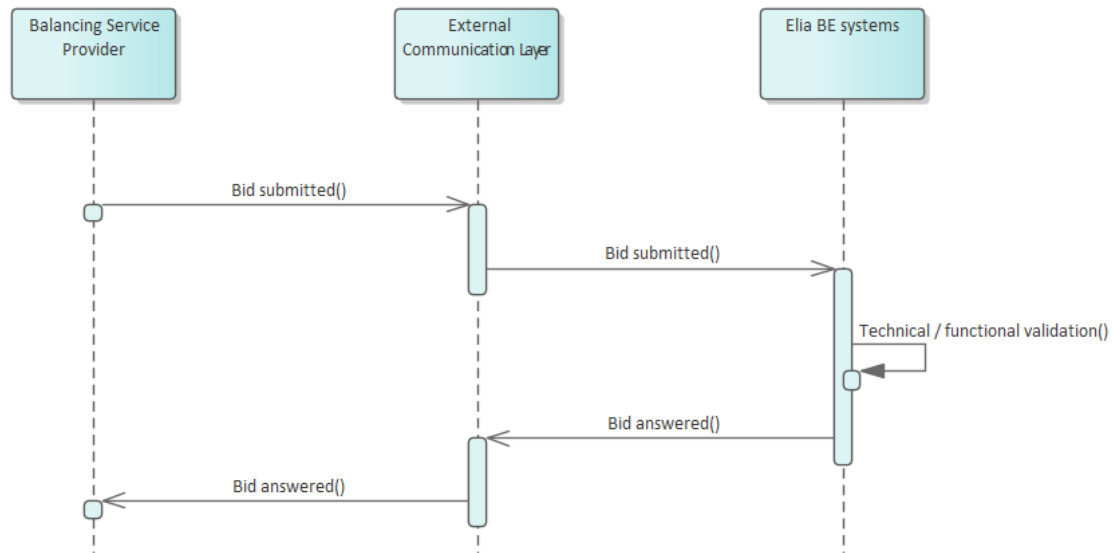 Balancing Service
Provider
External
Communication Layer
Elia BE systems
Bid submitted()
Bid submitted()
Technical / functional validation()
Bid answered()
Bid answered()